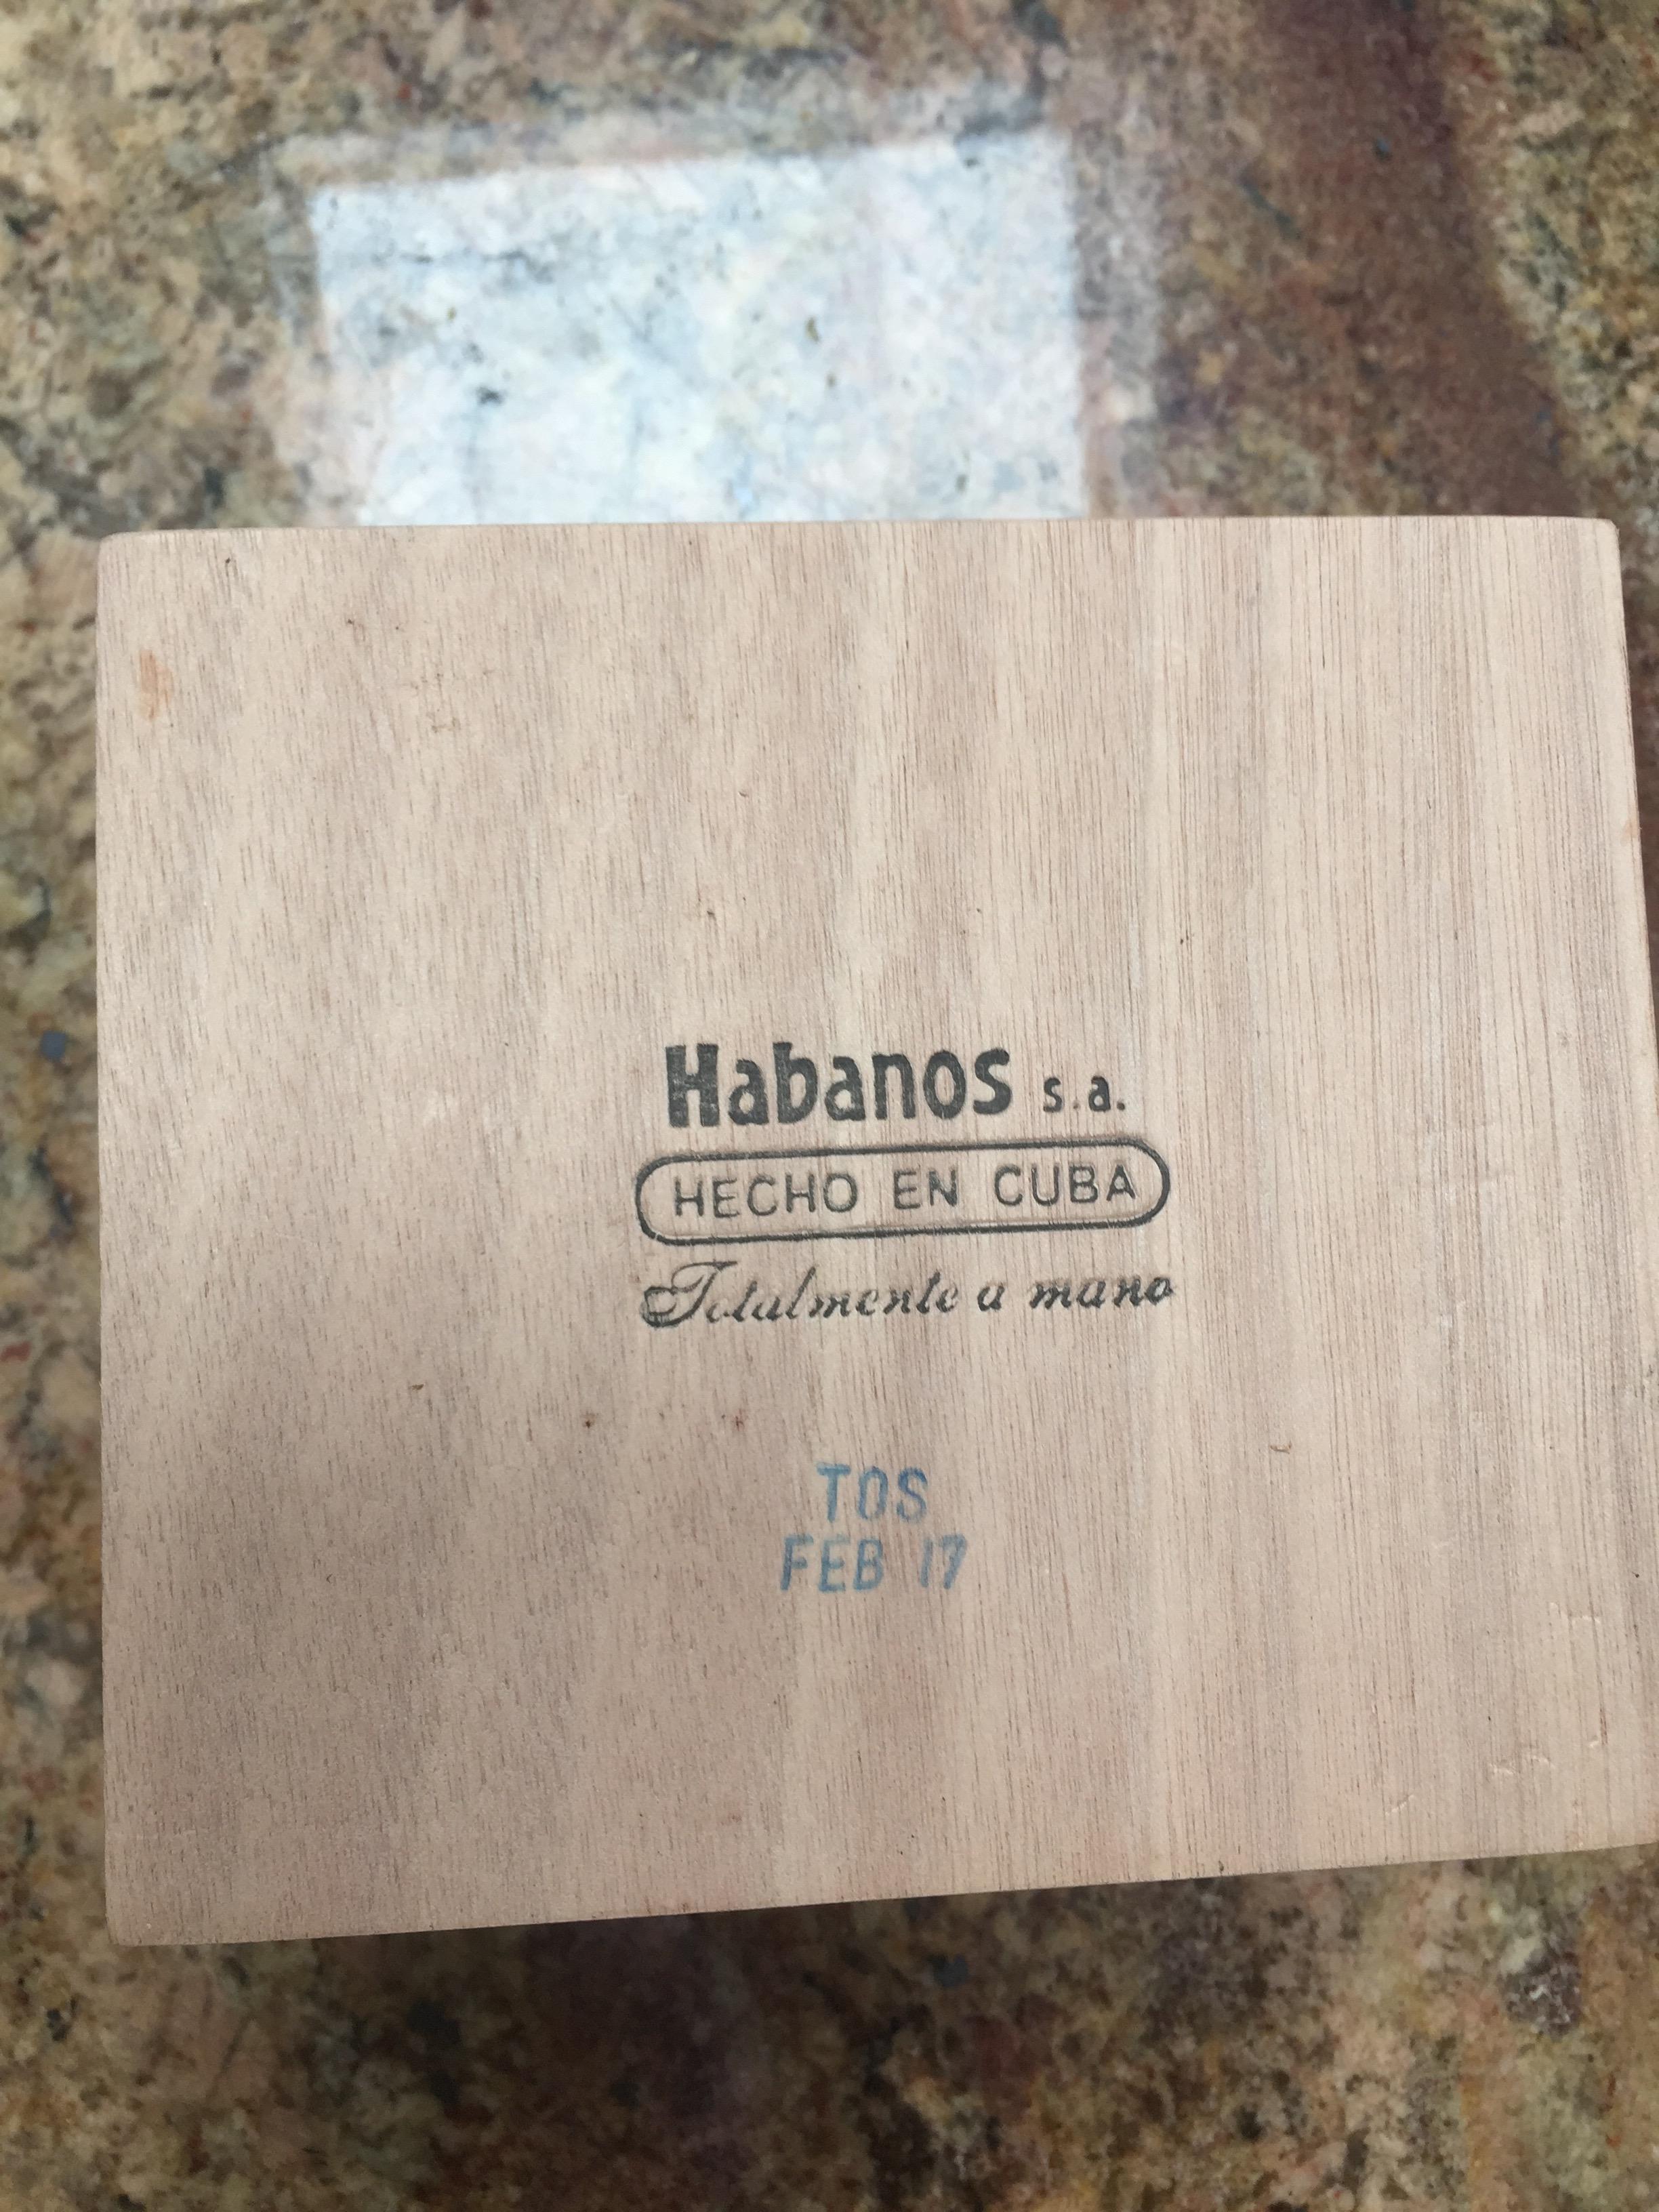 Habanos s.a.
HECHO EN CUBA
Totalmente a mano
TOS
FEB 17